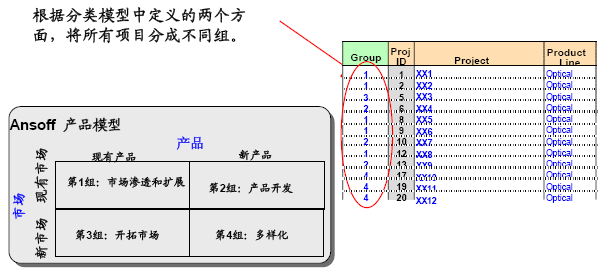 根据分类模型中定义的两个方
面，将所有项目分成不同组。
Group Proj ID Project Product Line
1 1 XX1 Optical
1 2 XX2 Optical
3 5 XX3 Optical
2 6 XX4 Optical
1 8 XX5 Optical
1 9 XX6 Optical
2 10 XX7 Optical
1 12 XX8 Optical
13 XX9 Optical
4 17 XX10 Optical
4 19 XX11 Optical
4 20 XX12 Optical
Ansoff 产品模型
产品
现有产品 新产品
市场
现有市场
第1组：市场渗透和扩展 第2组：产品开发
新市场
第3组：开拓市场 第4组：多样化